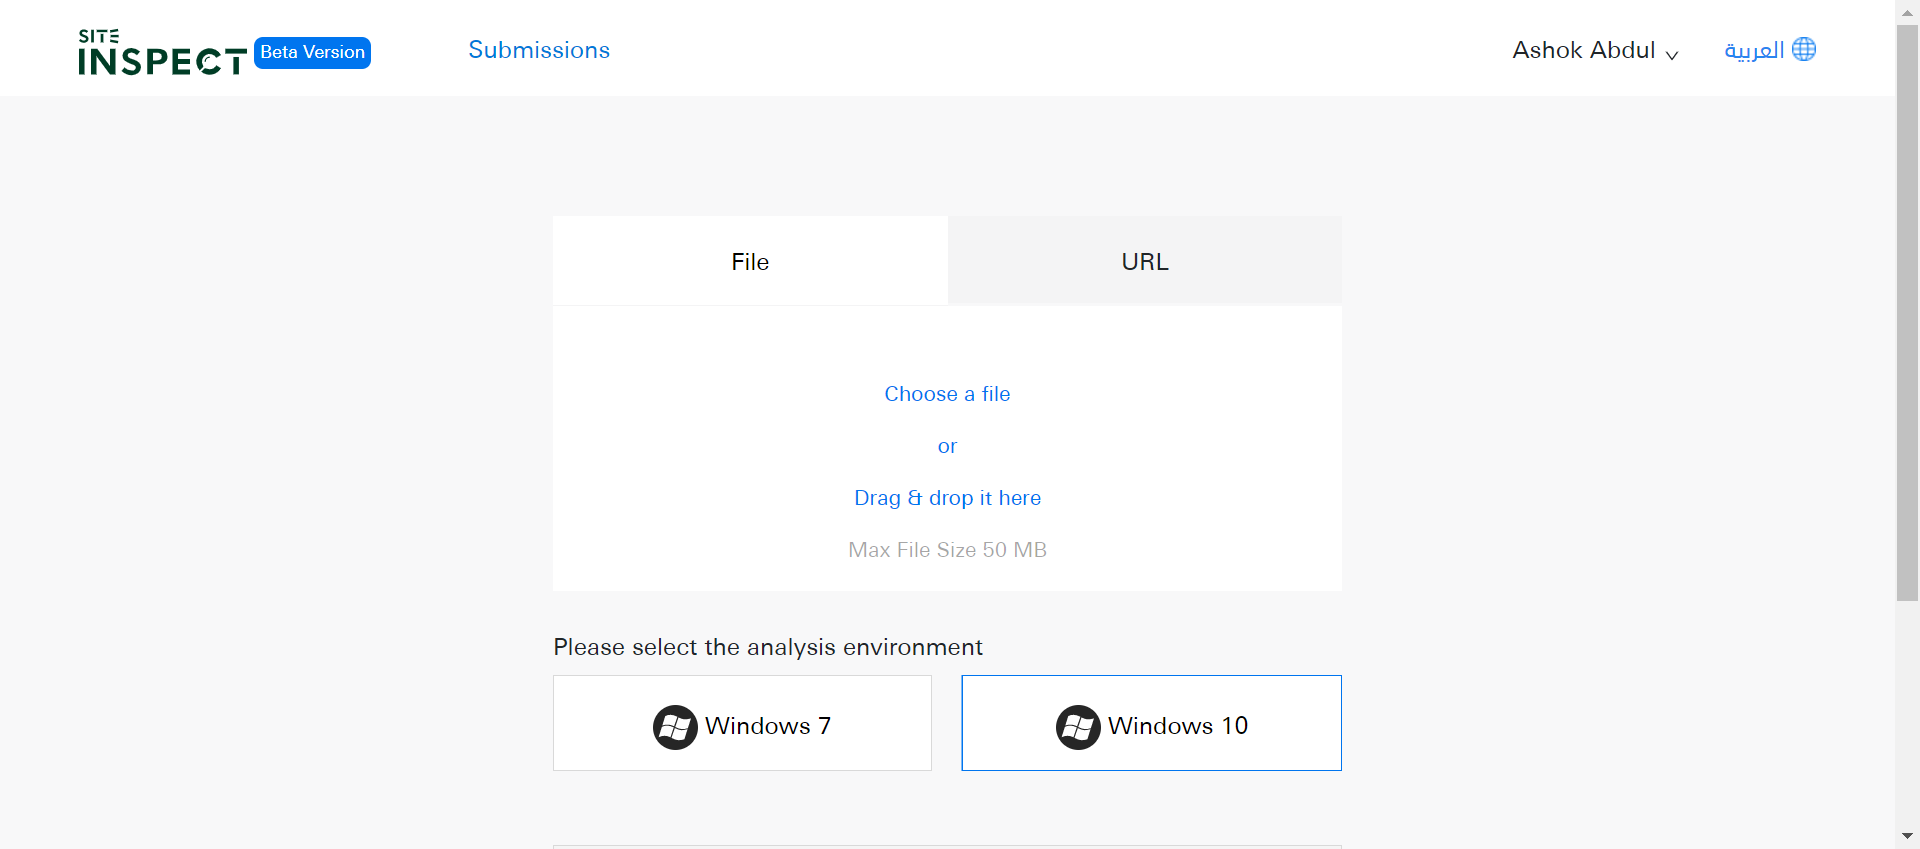 SITE
INSPECT Beta Version
Submissions
Ashok Abdul
العربية
File
URL
Choose a file
or
Drag & drop it here
Max File Size 50 MB
Please select the analysis environment
Windows 7
Windows 10